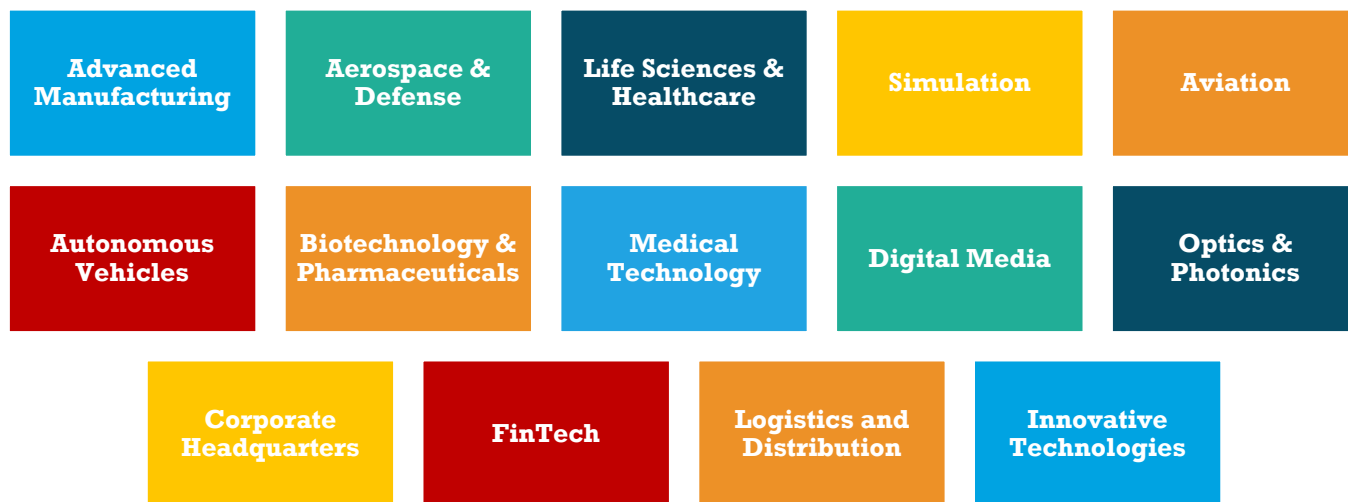 Advanced
Manufacturing
Aerospace &
Defense
Life Sciences &
Healthcare
Simulation
Aviation
Autonomous
Vehicles
Biotechnology &
Pharmaceuticals
Medical
Technology
Digital Media
Optics &
Photonics
Corporate
Headquarters
FinTech
Logistics and
Distribution
Innovative
Technologies